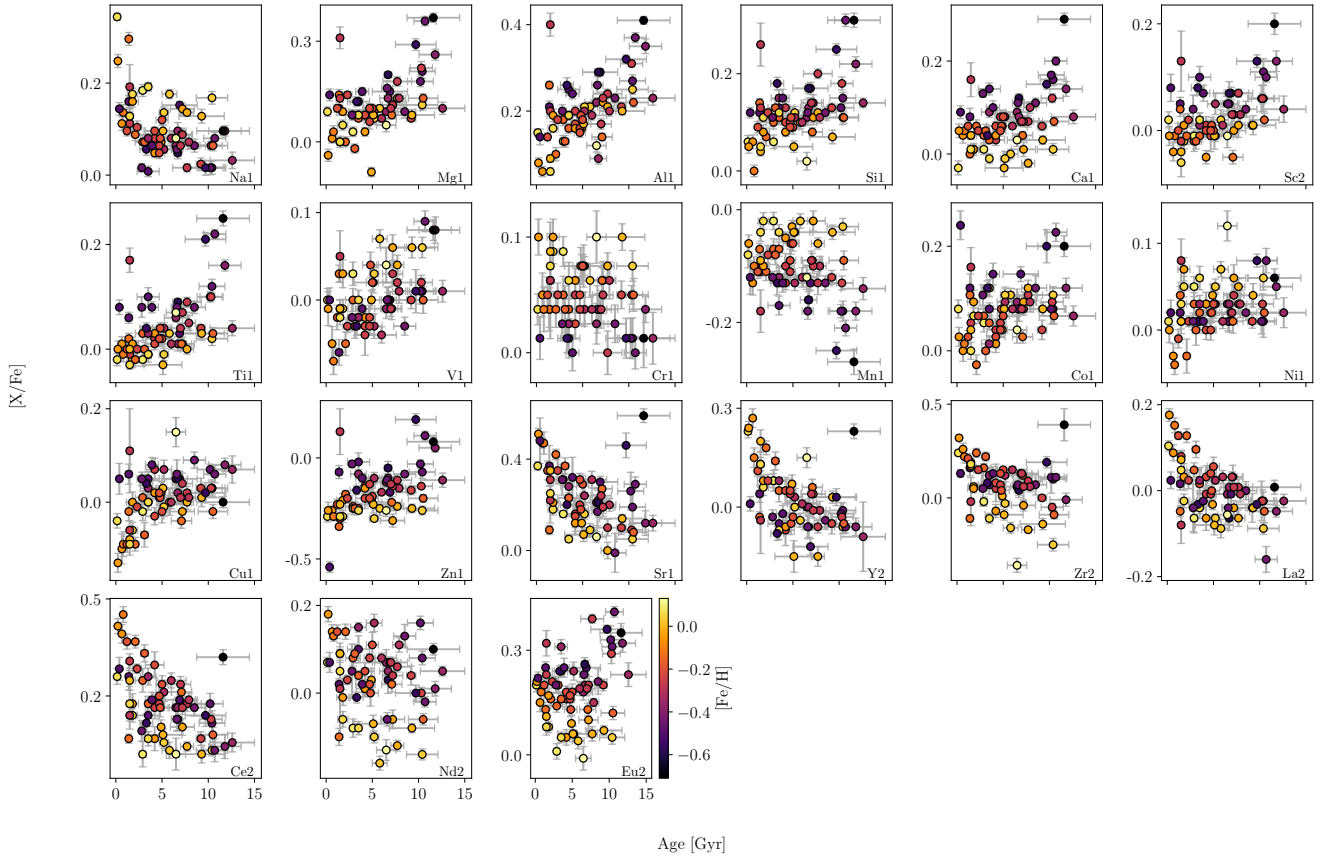 0.2
0.0
Na1
0.3
0.0
Mg1
0.4
0.2
Al1
0.2
0.0
Si1
0.2
0.0
Ca1
0.2
0.0
Sc2
0.2
0.0
Ti1
0.1
0.0
V1
0.1
0.0
Cr1
0.0
-0.2
Mn1
0.2
0.0
Co1
0.1
0.0
Ni1
[X/Fe]
0.2
0.0
Cu1
0.0
-0.5
Zn1
0.4
0.0
Sr1
0.3
0.0
Y2
0.5
0.0
Zr2
0.2
0.0
-0.2
La2
0.5
0.2
Ce2
0 5 10 15
0.2
0.0
Nd2
0 5 10 15
0.3
0.0
Eu2
0 5 10
0.0
−0.2
−0.4
−0.6
[Fe/H]
Age [Gyr]